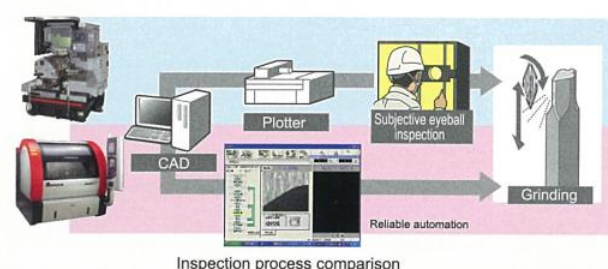 Plotter
Subjective eyeball
inspection
CAD
Grinding
Reliable automation
Inspection process comparison